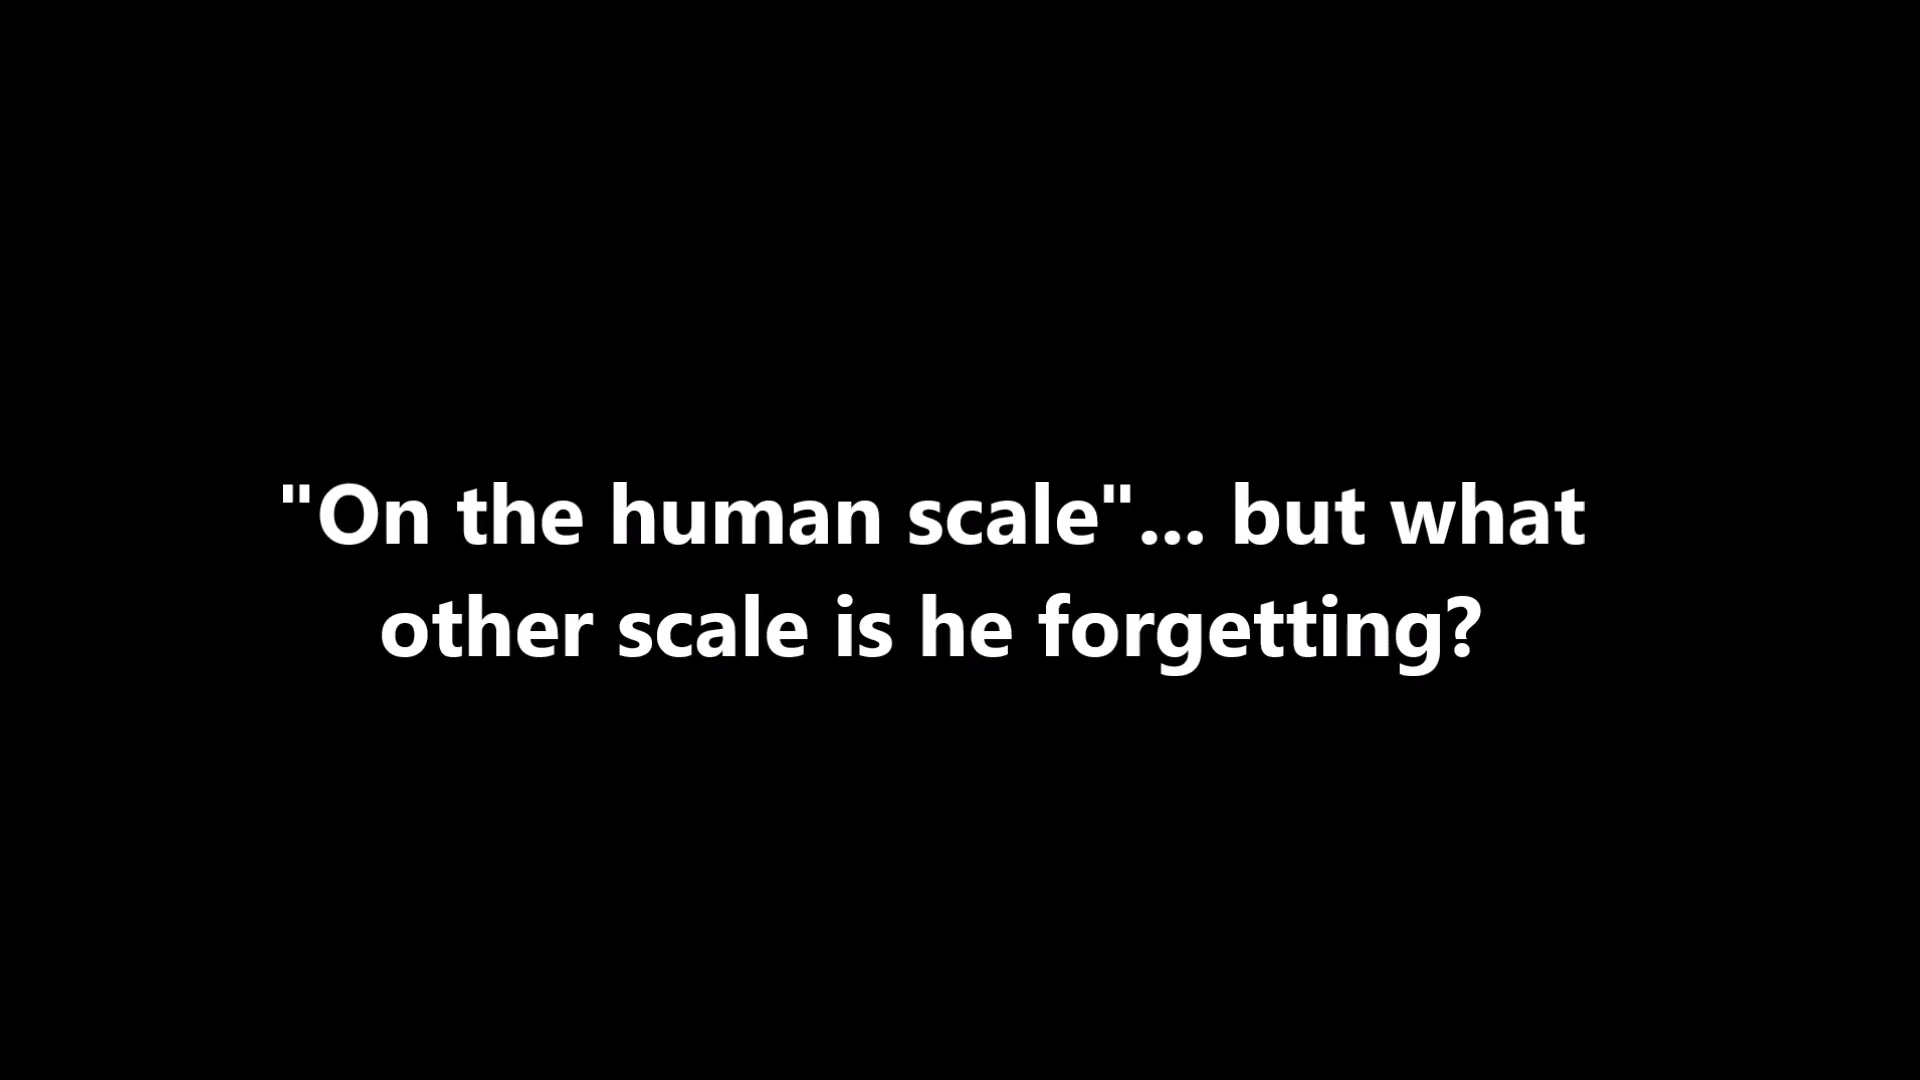 "On the human scale"... but what
other scale is he forgetting?